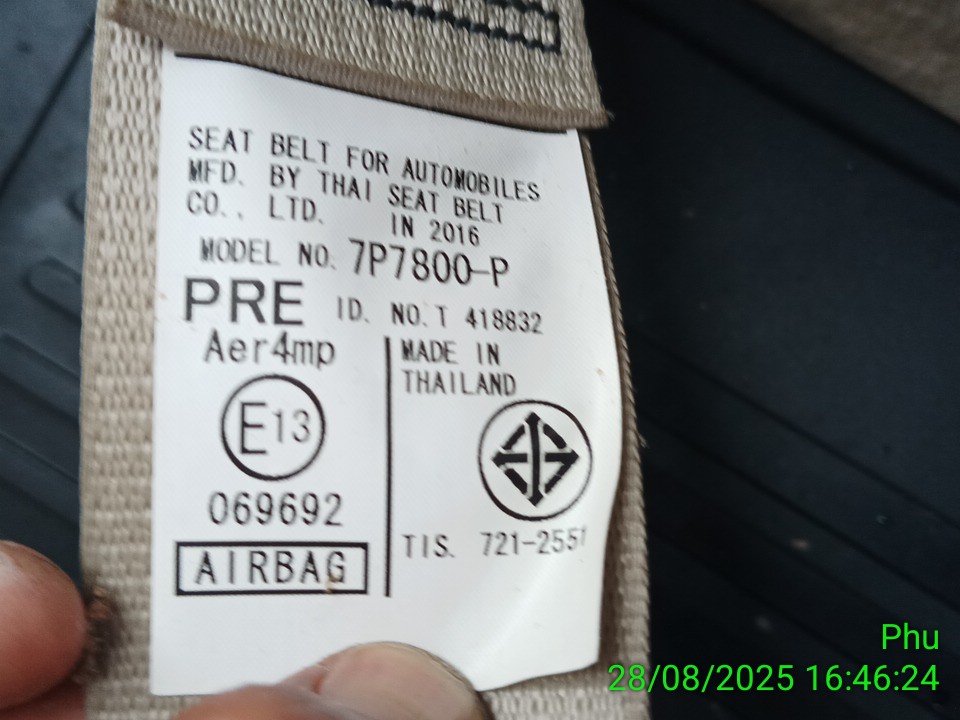 SEAT BELT FOR AUTOMOBILES
MFD. BY THAI SEAT BELT
CO., LTD. IN 2016
MODEL NO. 7P7800-P
PRE ID. NO. T 418832
Aer4mp
MADE IN
THAILAND
E13
069692
AIRBAG
TIS. 721-2551
Phu
28/08/2025 16:46:24